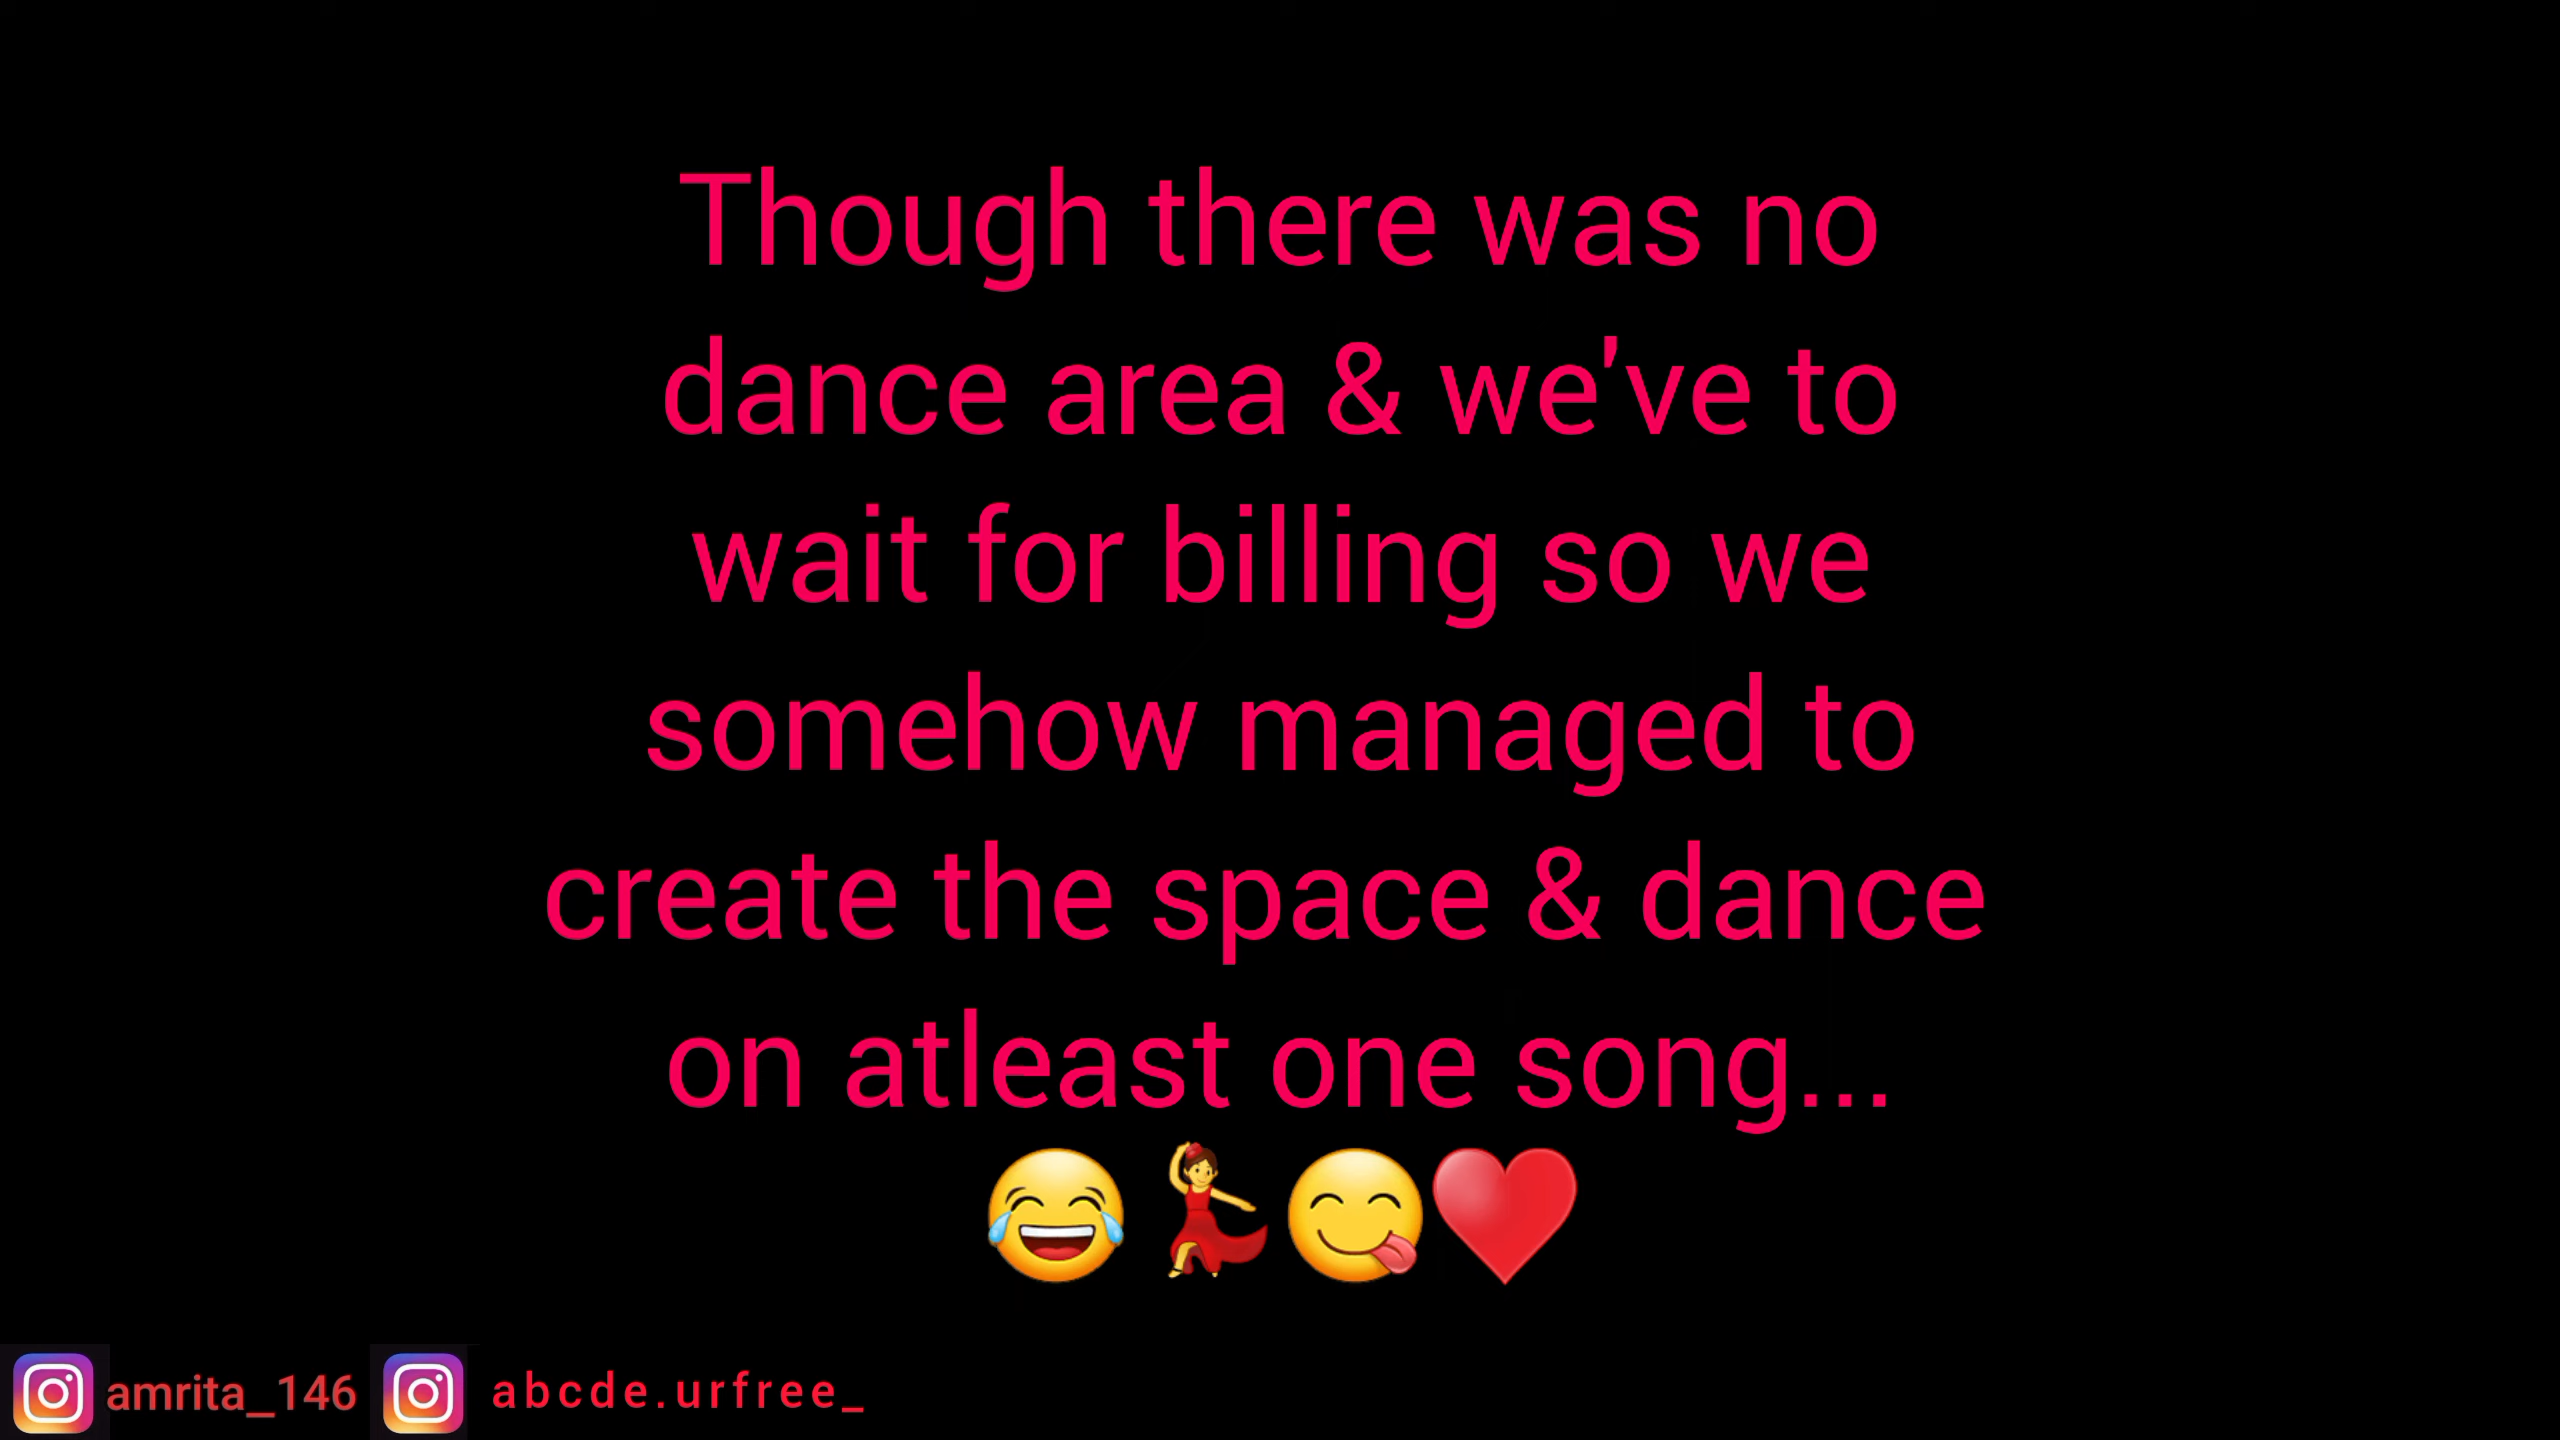 Though there was no
dance area & we've to
wait for billing so we
somehow managed to
create the space & dance
on atleast one song...
😂💃😋♥️
amrita_146 abcde.urfree_